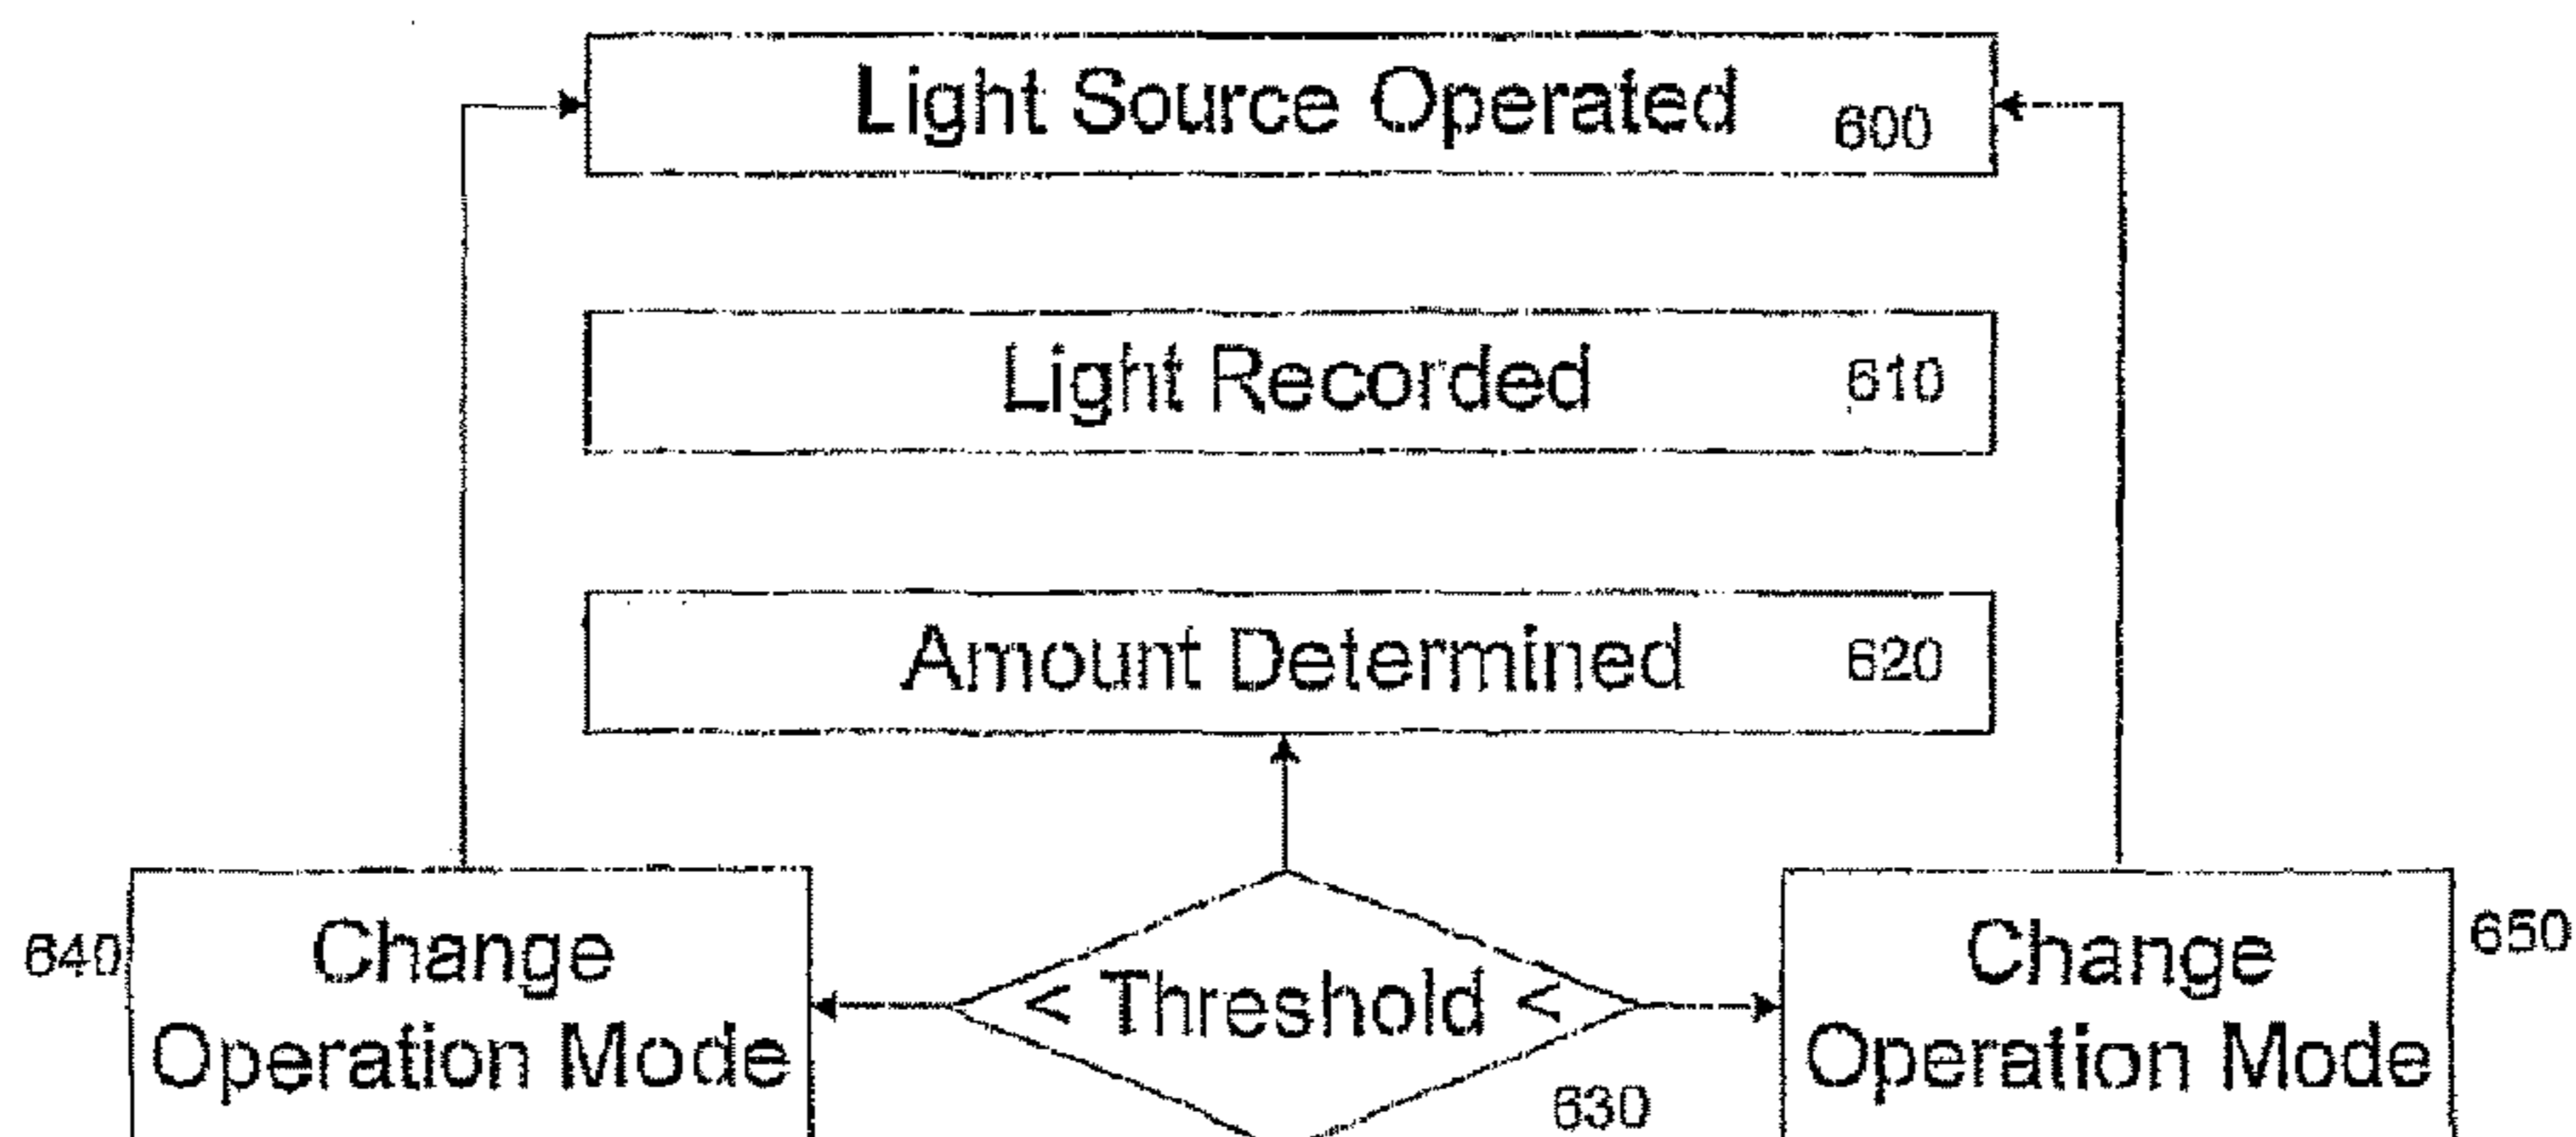 Light Source Operated 600
Light Recorded 610
Amount Determined 620
640
Change
Operation Mode
< Threshold <
630
Change
Operation Mode
650